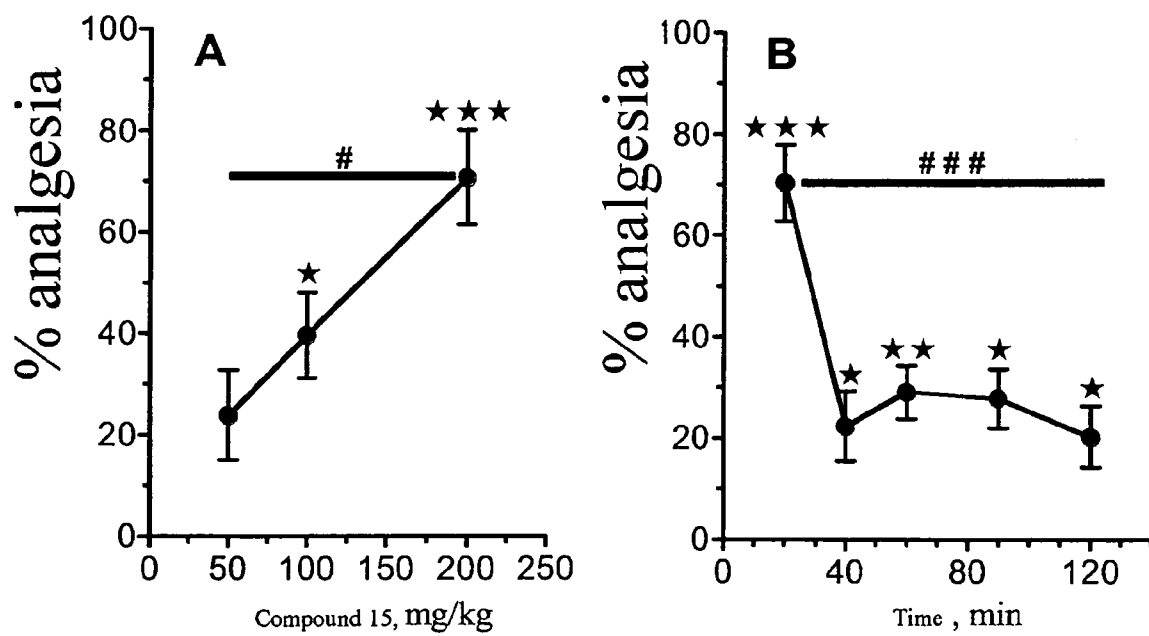 A
% analgesia
100
80
60
40
20
0
★ ★ ★
#
★
0 50 100 150 200 250
Compound 15, mg/kg
B
% analgesia
100
80
60
40
20
0
★ ★ ★
# # #
★ ★ ★ ★ ★
0 40 80 120
Time , min